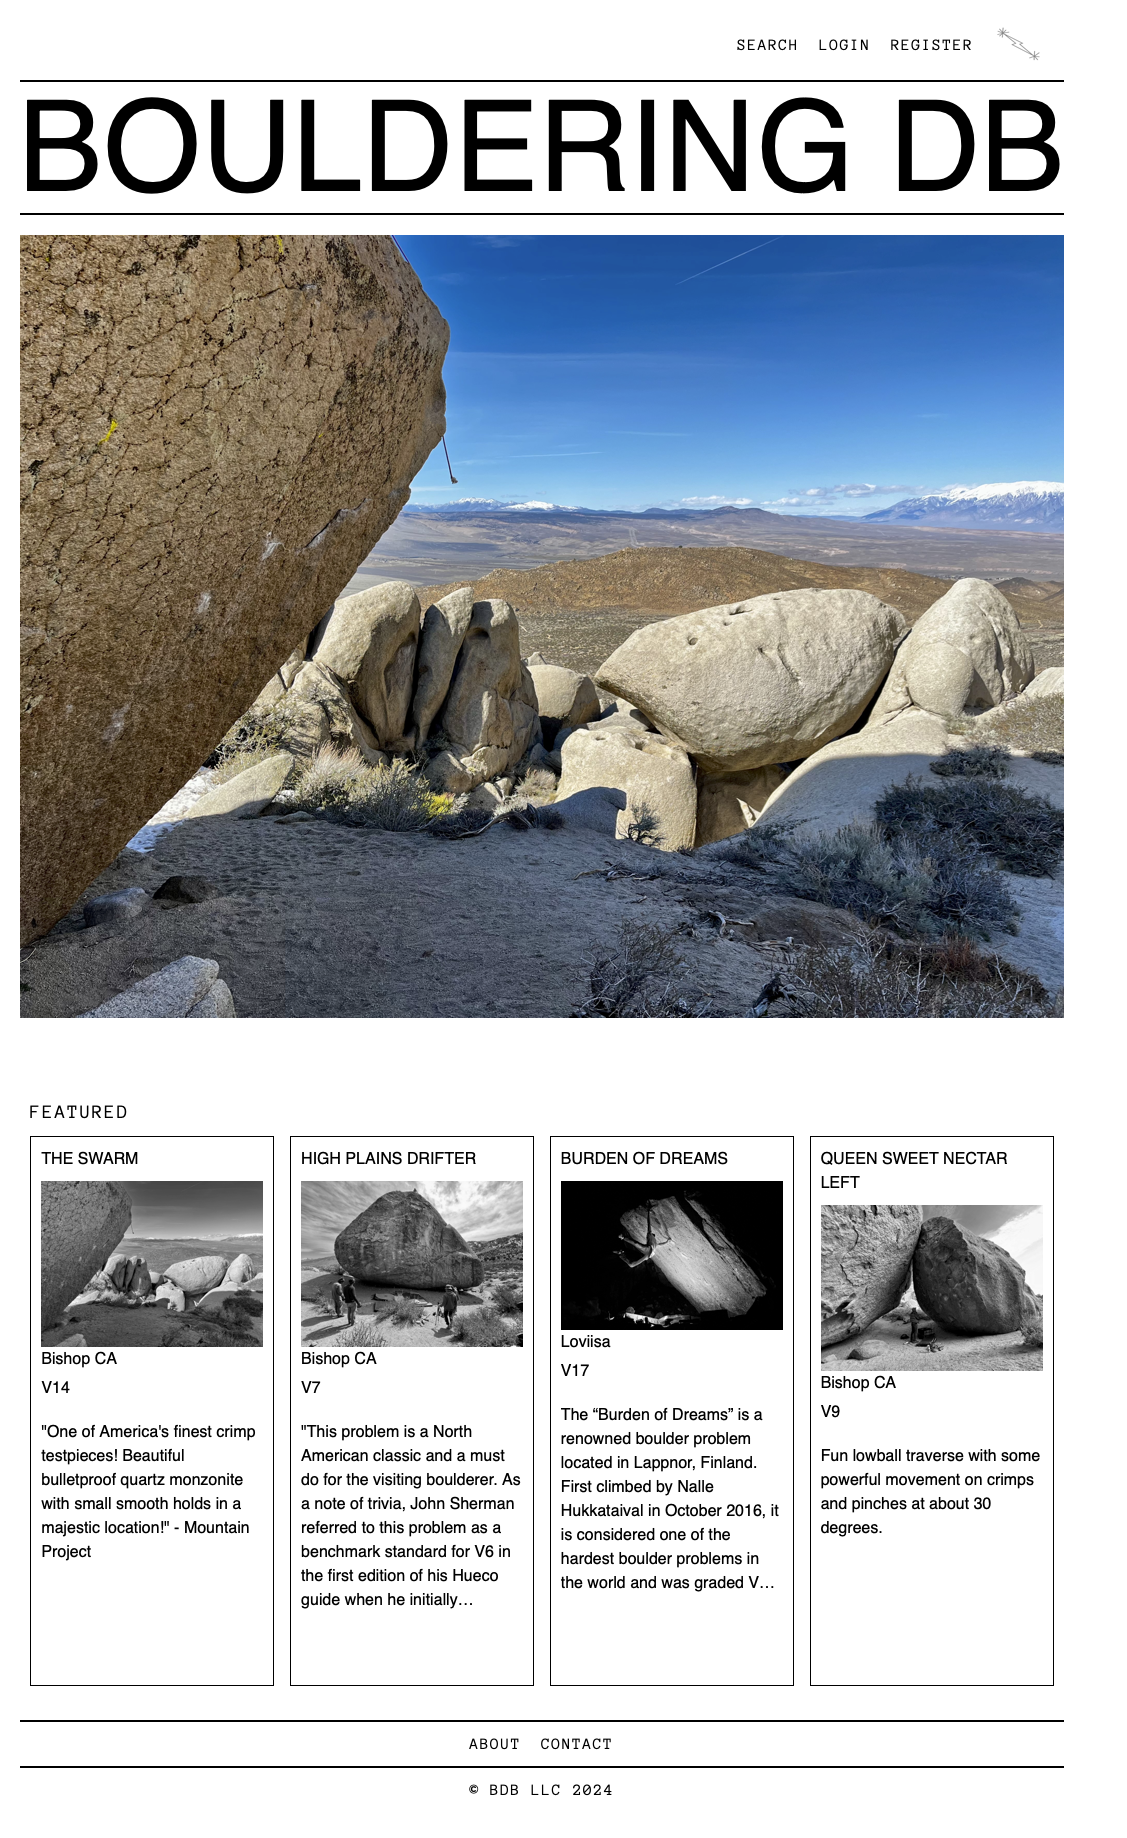 SEARCH LOGIN REGISTER
BOULDERING DB
FEATURED
THE SWARM
Bishop CA
V14
"One of America's finest crimp
testpieces! Beautiful
bulletproof quartz monzonite
with small smooth holds in a
majestic location!" - Mountain
Project
HIGH PLAINS DRIFTER
Bishop CA
V7
"This problem is a North
American classic and a must
do for the visiting boulderer. As
a note of trivia, John Sherman
referred to this problem as a
benchmark standard for V6 in
the first edition of his Hueco
guide when he initially…
BURDEN OF DREAMS
Loviisa
V17
The “Burden of Dreams” is a
renowned boulder problem
located in Lappnor, Finland.
First climbed by Nalle
Hukkataival in October 2016, it
is considered one of the
hardest boulder problems in
the world and was graded V…
QUEEN SWEET NECTAR
LEFT
Bishop CA
V9
Fun lowball traverse with some
powerful movement on crimps
and pinches at about 30
degrees.
ABOUT CONTACT
© BDB LLC 2024